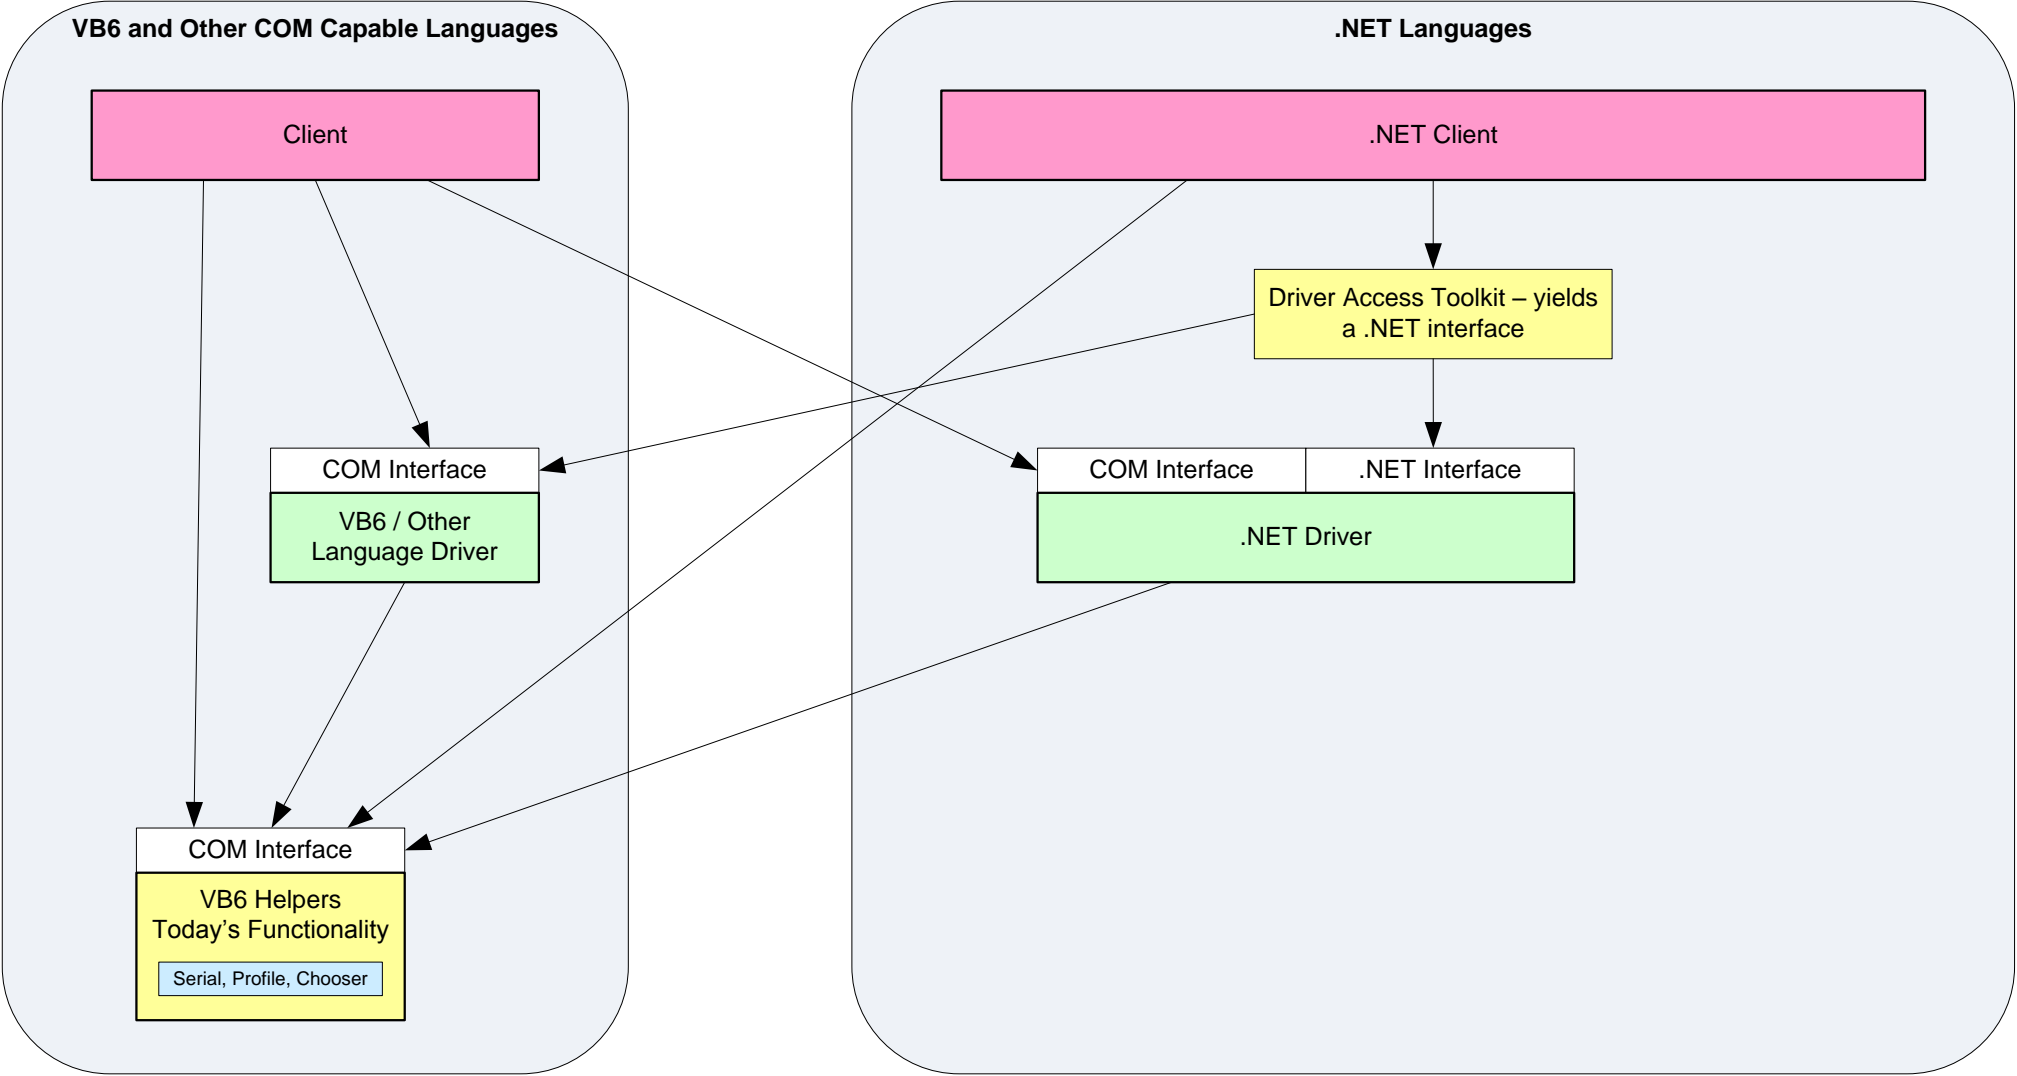 VB6 and Other COM Capable Languages
Client
COM Interface
VB6 / Other
Language Driver
COM Interface
VB6 Helpers
Today’s Functionality
Serial, Profile, Chooser
.NET Languages
.NET Client
Driver Access Toolkit – yields
a .NET interface
COM Interface
.NET Interface
.NET Driver